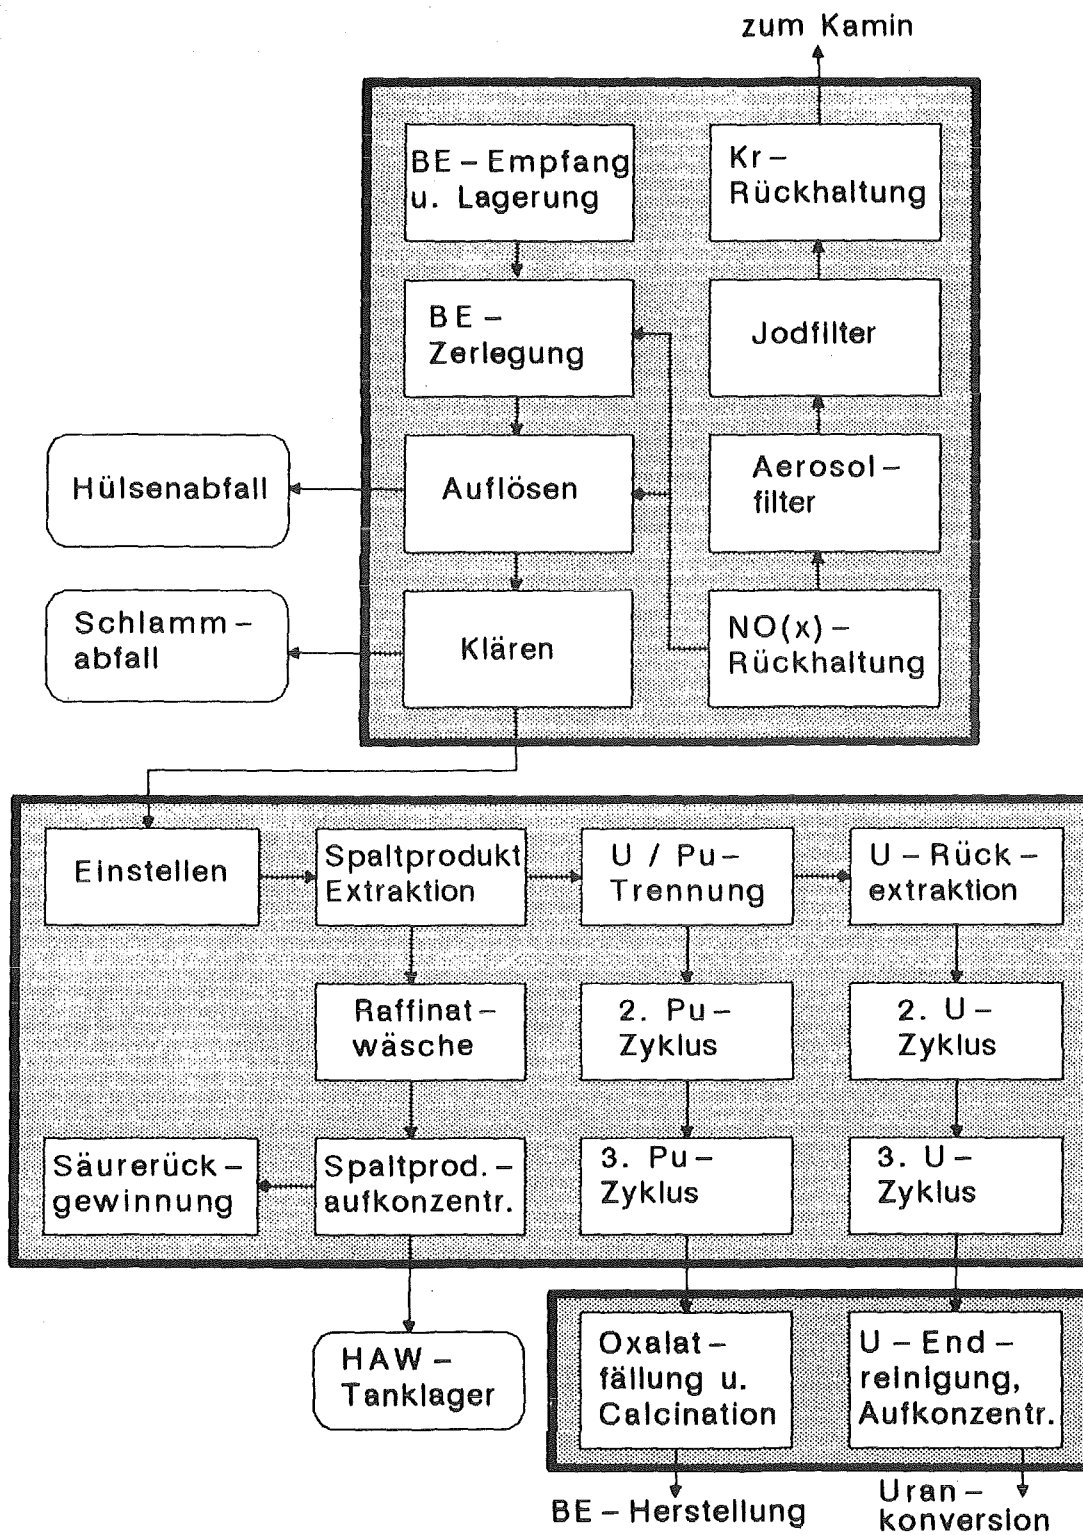 zum Kamin
BE – Empfang
u. Lagerung
Kr –
Rückhaltung
BE –
Zerlegung
Jodfilter
Hülsenabfall
Auflösen
Aerosol –
filter
Schlamm –
abfall
Klären
NO(x) –
Rückhaltung
Einstellen
Spaltprodukt
Extraktion
U / Pu –
Trennung
U – Rück –
extraktion
Raffinat –
wäsche
2. Pu –
Zyklus
2. U –
Zyklus
Säurerück –
gewinnung
Spaltprod. –
aufkonzentr.
3. Pu –
Zyklus
3. U –
Zyklus
HAW –
Tanklager
Oxalat –
fällung u.
Calcination
U – End –
reinigung,
Aufkonzentr.
BE – Herstellung
Uran –
konversion